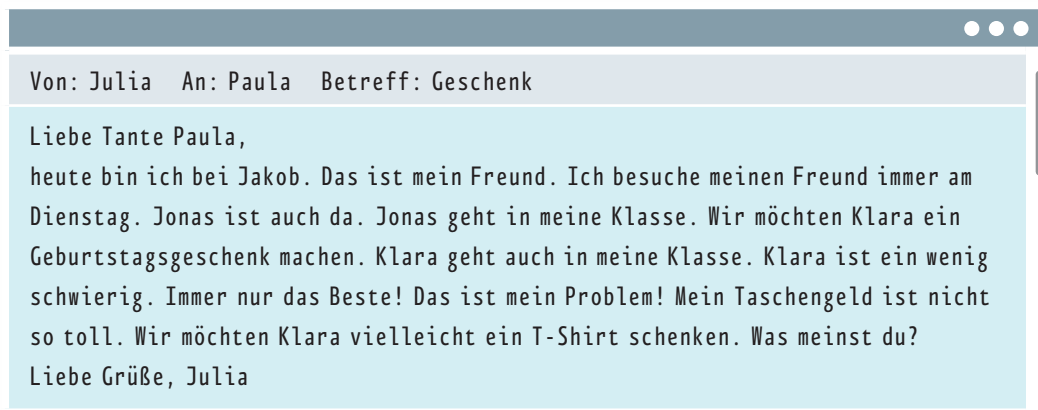 Von: Julia An: Paula Betreff: Geschenk
Liebe Tante Paula,
heute bin ich bei Jakob. Das ist mein Freund. Ich besuche meinen Freund immer am
Dienstag. Jonas ist auch da. Jonas geht in meine Klasse. Wir möchten Klara ein
Geburtstagsgeschenk machen. Klara geht auch in meine Klasse. Klara ist ein wenig
schwierig. Immer nur das Beste! Das ist mein Problem! Mein Taschengeld ist nicht
so toll. Wir möchten Klara vielleicht ein T-Shirt schenken. Was meinst du?
Liebe Grüße, Julia